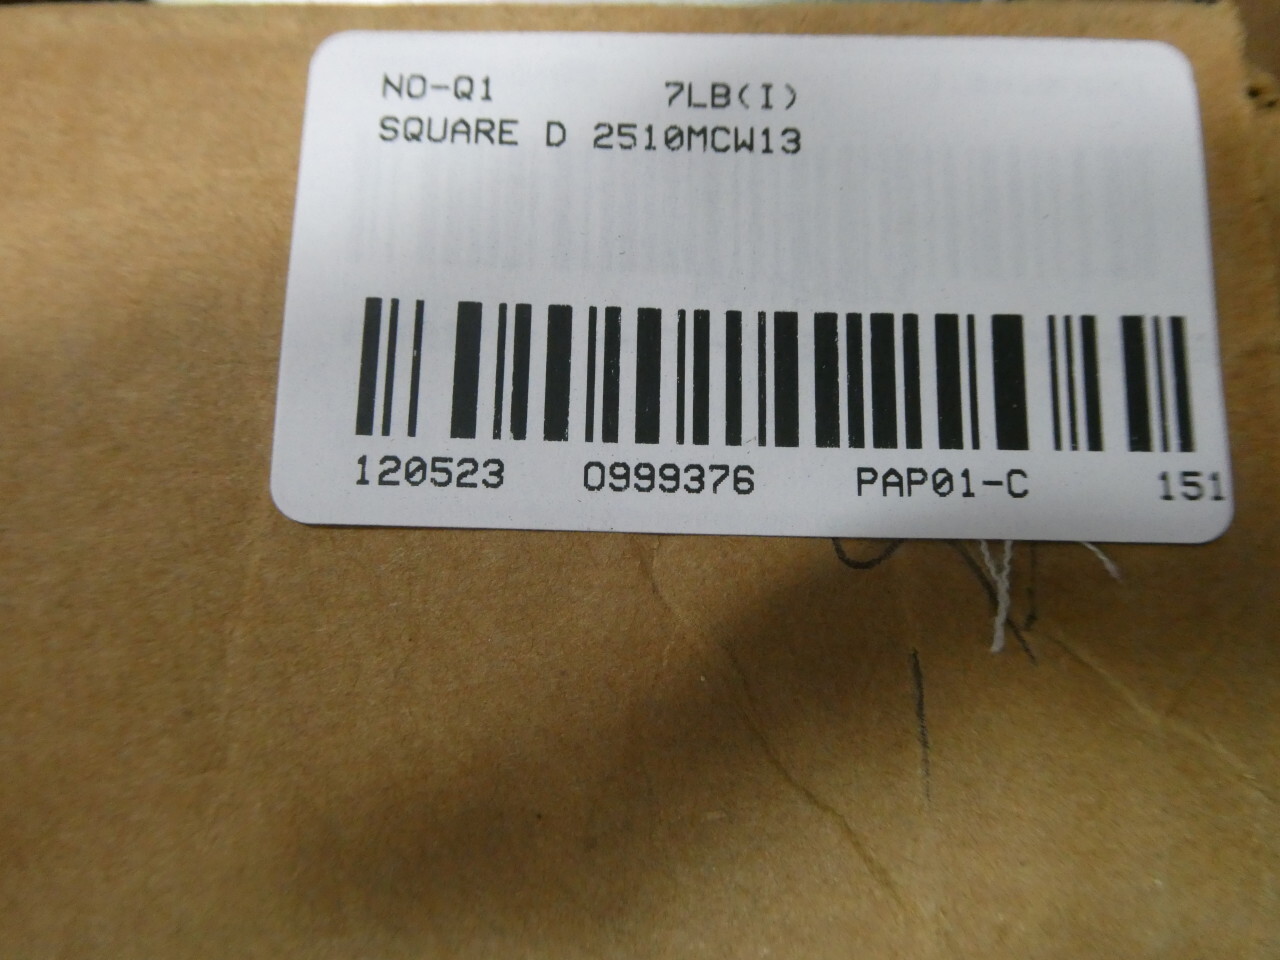 NO-Q1 7LB(I)
SQUARE D 2510MCW13
120523 0999376 PAP01-C 151